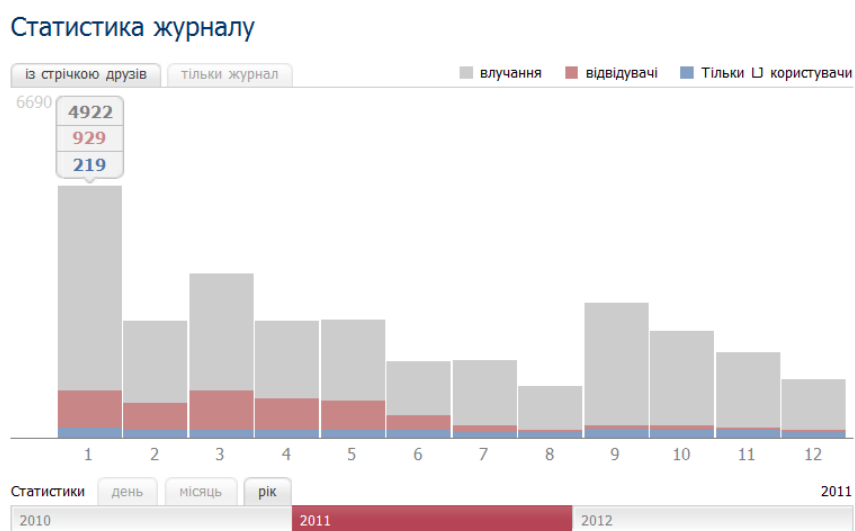 Статистика журналу
із стрічкою друзів тільки журнал влучання відвідувачі Тільки LJ користувачи
6690
4922
929
219
1 2 3 4 5 6 7 8 9 10 11 12
Статистики день місяць рік 2011
2010 2011 2012